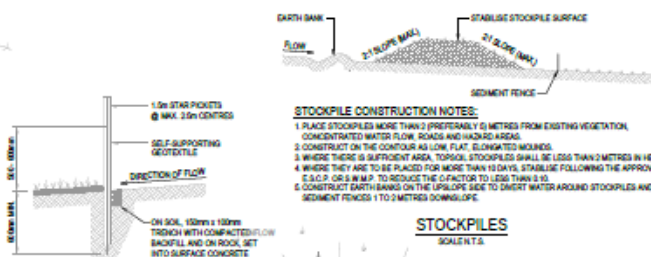 EARTH BANK
STABILISE STOCKPILE SURFACE
FLOW
2:1 SLOPE (MAX.)
2:1 SLOPE (MAX.)
SEDIMENT FENCE
1.5m STAR PICKETS
@ MAX. 2.5m CENTRES
SELF-SUPPORTING
GEOTEXTILE
DIRECTION OF FLOW
600mm MIN.
ON SOIL, 150mm x 100mm
TRENCH WITH COMPACTED
FLOW
BACKFILL AND ON ROCK, SET
INTO SURFACE CONCRETE
STOCKPILE CONSTRUCTION NOTES:
1. PLACE STOCKPILES MORE THAN 2 (PREFERABLY 5) METRES FROM EXISTING VEGETATION,
CONCENTRATED WATER FLOW, ROADS AND HAZARD AREAS.
2. CONSTRUCT ON THE CONTOUR AS LOW, FLAT, ELONGATED MOUNDS.
3. WHERE THERE IS SUFFICIENT AREA, TOPSOIL STOCKPILES SHALL BE LESS THAN 2 METRES IN HE
4. WHERE THEY ARE TO BE PLACED FOR MORE THAN 10 DAYS, STABILISE FOLLOWING THE APPROV
E.S.C.P. OR S.W.M.P. TO REDUCE THE C-FACTOR TO LESS THAN 0.10.
5. CONSTRUCT EARTH BANKS ON THE UPSLOPE SIDE TO DIVERT WATER AROUND STOCKPILES AND
SEDIMENT FENCES 1 TO 2 METRES DOWNSLOPE.
STOCKPILES
SCALE N.T.S.